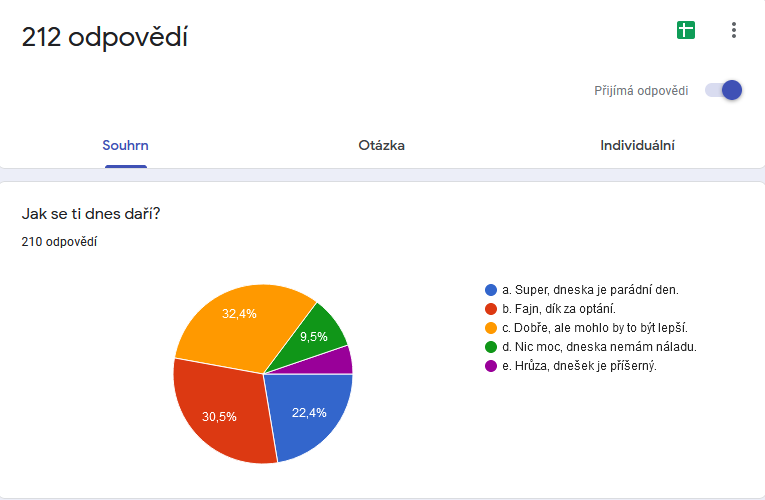 212 odpovědí
Přijímá odpovědi
Souhrn
Otázka
Individuální
Jak se ti dnes daří?
210 odpovědí
32,4%
9,5%
30,5%
22,4%
a. Super, dneska je parádní den.
b. Fajn, dík za optání.
c. Dobře, ale mohlo by to být lepší.
d. Nic moc, dneska nemám náladu.
e. Hrůza, dnešek je příšerný.